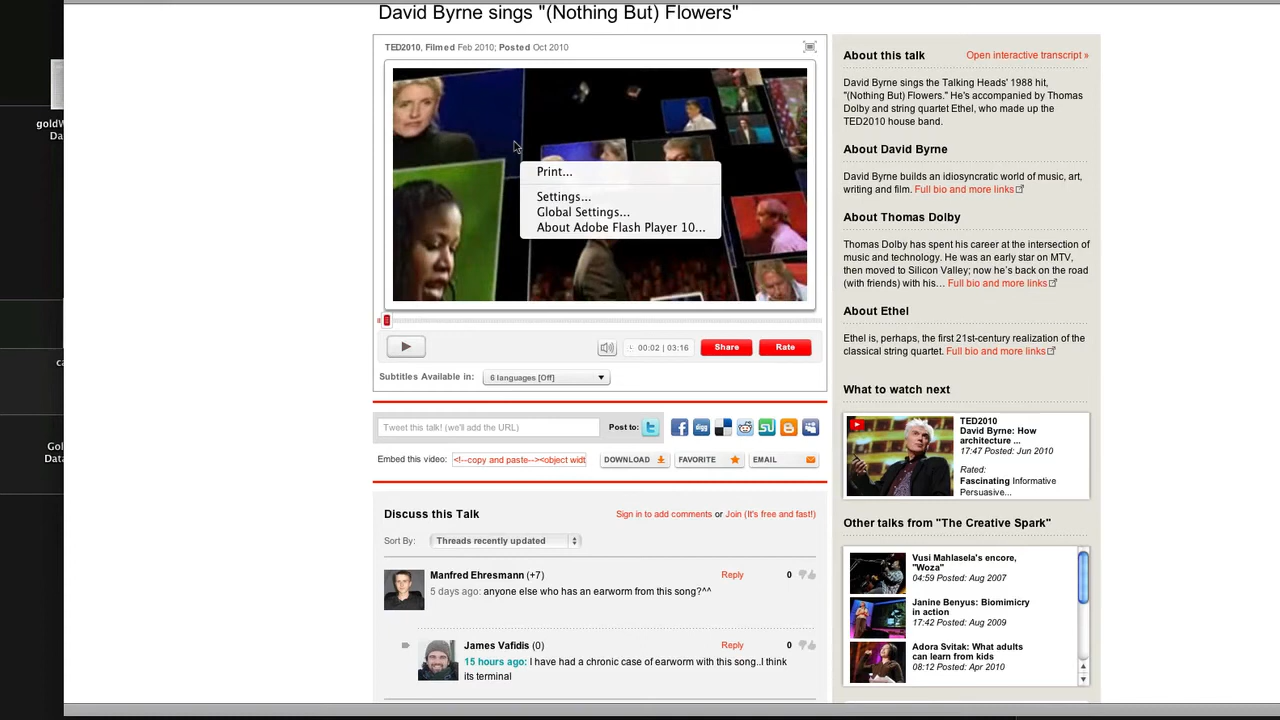 David Byrne sings "(Nothing But) Flowers"
TED2010, Filmed Feb 2010; Posted Oct 2010
Print...
Settings...
Global Settings...
About Adobe Flash Player 10...
00:02 | 03:16
Share
Rate
Subtitles Available in:
6 languages [Off]
Tweet this talk! (we'll add the URL)
Post to:
digg
Embed this video:
<!--copy and paste--><object widt
DOWNLOAD
FAVORITE
EMAIL
Discuss this Talk
Sign in to add comments or Join (It's free and fast!)
Sort By:
Threads recently updated
Manfred Ehresmann (+7)
Reply
0
5 days ago: anyone else who has an earworm from this song?^^
James Vafidis (0)
Reply
0
15 hours ago: I have had a chronic case of earworm with this song..I think
its terminal
About this talk
Open interactive transcript »
David Byrne sings the Talking Heads' 1988 hit,
"(Nothing But) Flowers." He's accompanied by Thomas
Dolby and string quartet Ethel, who made up the
TED2010 house band.
About David Byrne
David Byrne builds an idiosyncratic world of music, art,
writing and film. Full bio and more links
About Thomas Dolby
Thomas Dolby has spent his career at the intersection of
music and technology. He was an early star on MTV,
then moved to Silicon Valley; now he's back on the road
(with friends) with his… Full bio and more links
About Ethel
Ethel is, perhaps, the first 21st-century realization of the
classical string quartet. Full bio and more links
What to watch next
TED2010
David Byrne: How
architecture ...
17:47 Posted: Jun 2010
Rated:
Fascinating Informative
Persuasive...
Other talks from "The Creative Spark"
Vusi Mahlasela's encore,
"Woza"
04:59 Posted: Aug 2007
Janine Benyus: Biomimicry
in action
17:42 Posted: Aug 2009
Adora Svitak: What adults
can learn from kids
08:12 Posted: Apr 2010
goldW
Da
ca
Gol
Data